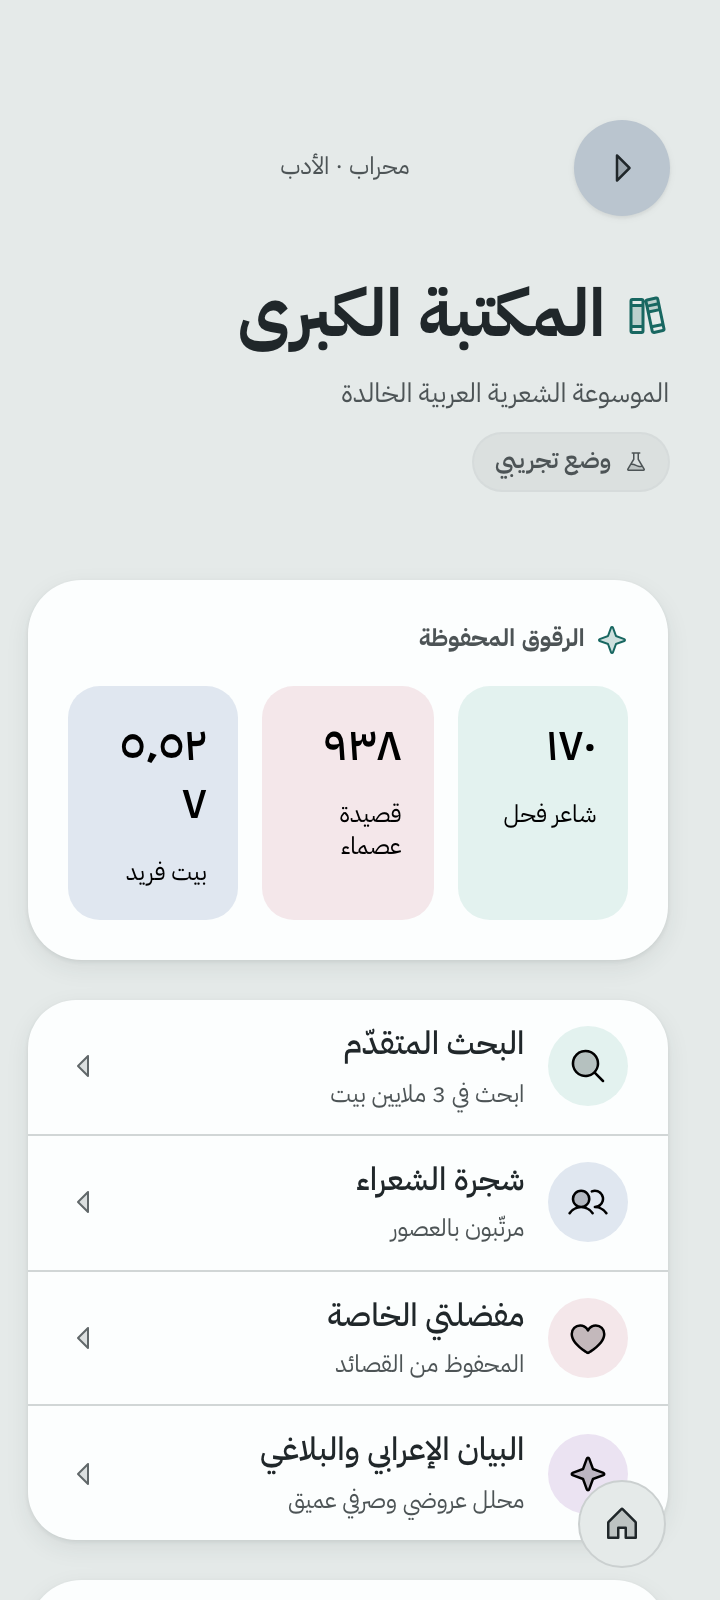 محراب · الأدب
المكتبة الكبرى
الموسوعة الشعرية العربية الخالدة
وضع تجريبي
الرقوق المحفوظة
١٧٠
شاعر فحل
٩٣٨
قصيدة
عصماء
٥,٥٢
٧
بيت فريد
البحث المتقدّم
ابحث في 3 ملايين بيت
شجرة الشعراء
مرتّبون بالعصور
مفضلتي الخاصة
المحفوظ من القصائد
البيان الإعرابي والبلاغي
محلل عروضي وصرفي عميق